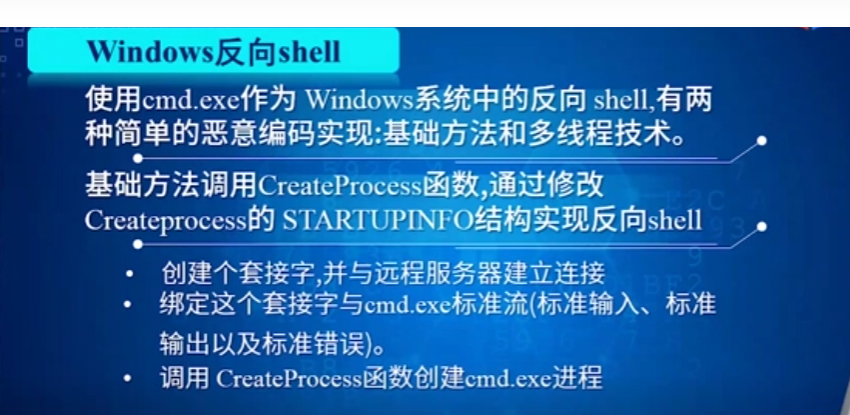 Windows反向shell
使用cmd.exe作为 Windows系统中的反向 shell,有两
种简单的恶意编码实现:基础方法和多线程技术。
基础方法调用CreateProcess函数,通过修改
Createprocess的 STARTUPINFO结构实现反向shell
• 创建个套接字,并与远程服务器建立连接
• 绑定这个套接字与cmd.exe标准流(标准输入、标准
输出以及标准错误)。
• 调用 CreateProcess函数创建cmd.exe进程